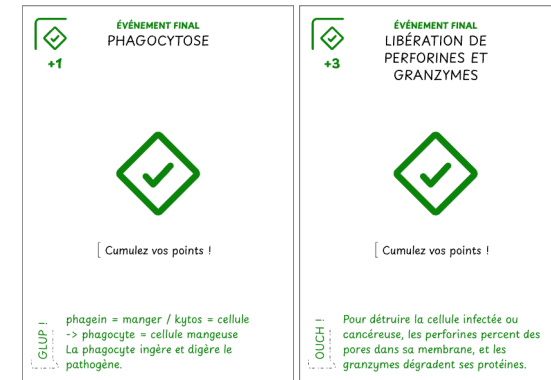 ÉVÉNEMENT FINAL
PHAGOCYTOSE
+1
Cumulez vos points !
GLUP !
phagein = manger / kytos = cellule
-> phagocyte = cellule mangeuse
La phagocyte ingère et digère le
pathogène.
ÉVÉNEMENT FINAL
LIBÉRATION DE
PERFORINES ET
GRANZYMES
+3
Cumulez vos points !
OUCH !
Pour détruire la cellule infectée ou
cancéreuse, les perforines percent des
pores dans sa membrane, et les
granzymes dégradent ses protéines.